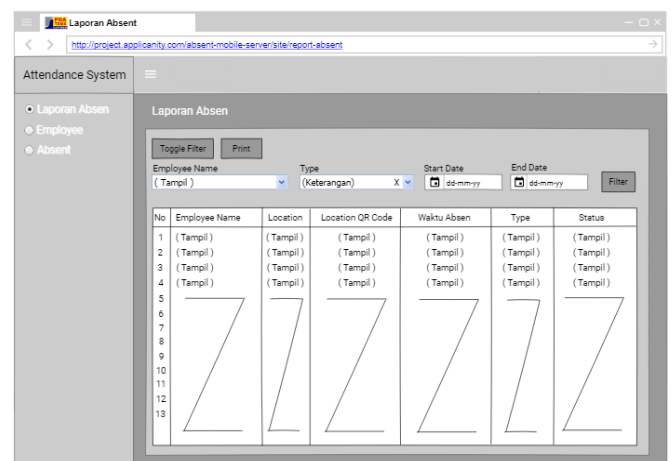 Laporan Absent
http://project.applicanity.com/absent-mobile-server/site/report-absent
Attendance System
Laporan Absen
Employee
Absent
Laporan Absen
Toggle Filter Print
Employee Name Type Start Date End Date
( Tampil ) (Keterangan) X dd-mm-yy dd-mm-yy Filter
No Employee Name Location Location QR Code Waktu Absen Type Status
1 ( Tampil ) ( Tampil ) ( Tampil ) ( Tampil ) ( Tampil ) ( Tampil )
2 ( Tampil ) ( Tampil ) ( Tampil ) ( Tampil ) ( Tampil ) ( Tampil )
3 ( Tampil ) ( Tampil ) ( Tampil ) ( Tampil ) ( Tampil ) ( Tampil )
4 ( Tampil ) ( Tampil ) ( Tampil ) ( Tampil ) ( Tampil ) ( Tampil )
5
6
7
8
9
10
11
12
13